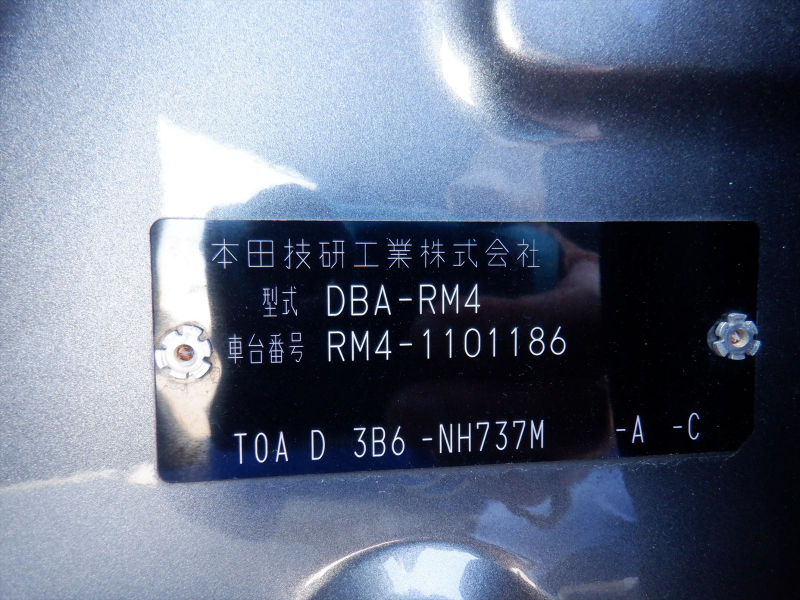 本田技研工業株式会社
型式 DBA-RM4
車台番号 RM4-1101186
T0A D 3B6 -NH737M -A -C